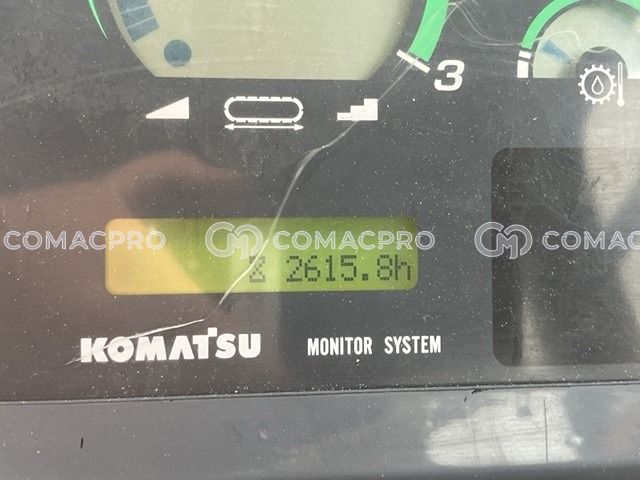 3
COMACPRO COMACPRO COMACPRO
2615.8h
KOMATSU MONITOR SYSTEM